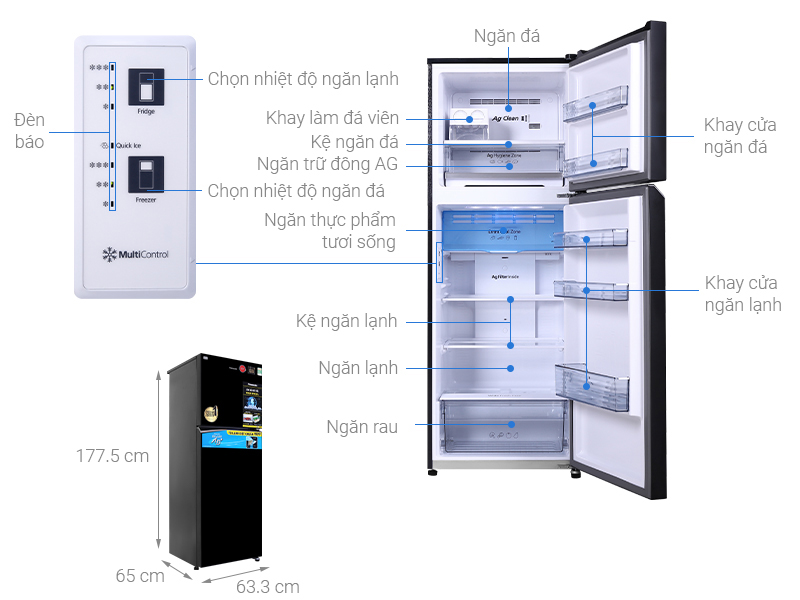 Ngăn đá
Chọn nhiệt độ ngăn lạnh
Fridge
Đèn
báo
Khay làm đá viên
Ag Clean
Kệ ngăn đá
Khay cửa
ngăn đá
Quick Ice
Ag Hygiene Zone
Ngăn trữ đông AG
Chọn nhiệt độ ngăn đá
Freezer
Ngăn thực phẩm
tươi sống
Zone
MultiControl
Khay cửa
ngăn lạnh
Kệ ngăn lạnh
Ngăn lạnh
Ngăn rau
177.5 cm
65 cm
63.3 cm